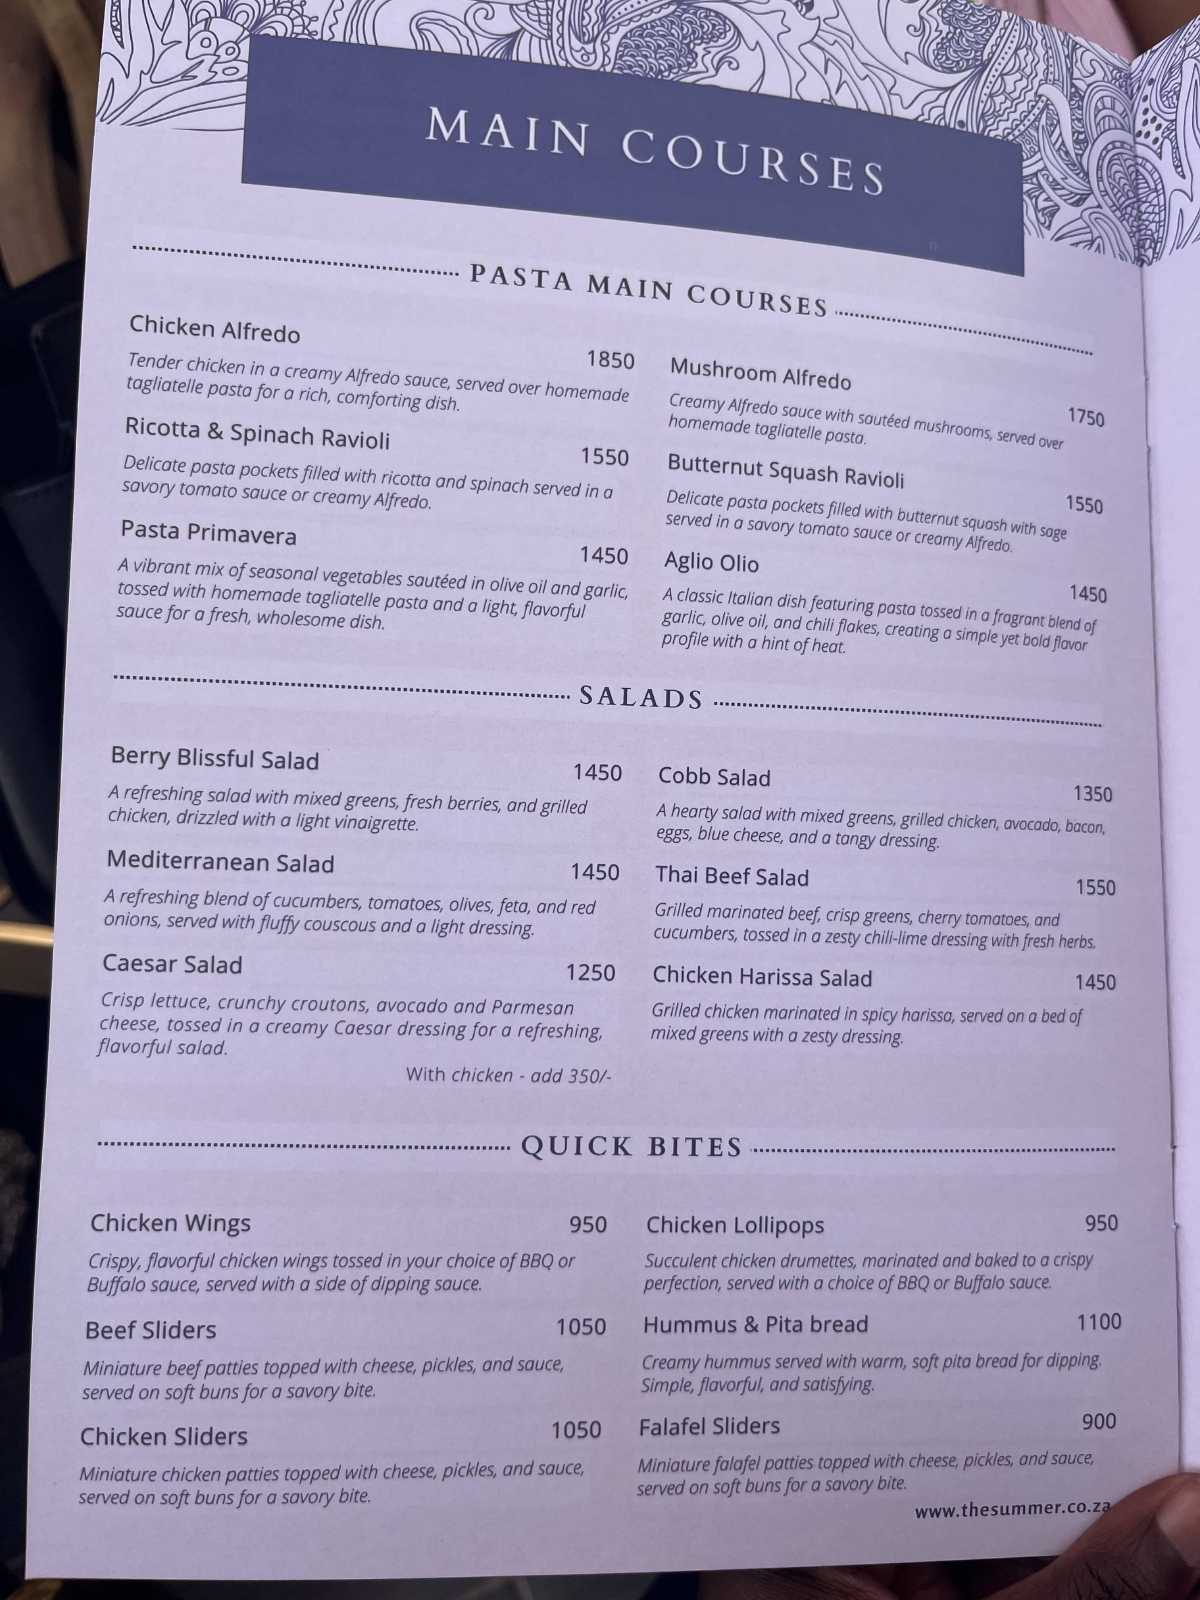 MAIN COURSES
PASTA MAIN COURSES
Chicken Alfredo
1850
Tender chicken in a creamy Alfredo sauce, served over homemade
tagliatelle pasta for a rich, comforting dish.
Ricotta & Spinach Ravioli
1550
Delicate pasta pockets filled with ricotta and spinach served in a
savory tomato sauce or creamy Alfredo.
Pasta Primavera
1450
A vibrant mix of seasonal vegetables sautéed in olive oil and garlic,
tossed with homemade tagliatelle pasta and a light, flavorful
sauce for a fresh, wholesome dish.
Mushroom Alfredo
1750
Creamy Alfredo sauce with sautéed mushrooms, served over
homemade tagliatelle pasta.
Butternut Squash Ravioli
1550
Delicate pasta pockets filled with butternut squash with sage
served in a savory tomato sauce or creamy Alfredo.
Aglio Olio
1450
A classic Italian dish featuring pasta tossed in a fragrant blend of
garlic, olive oil, and chili flakes, creating a simple yet bold flavor
profile with a hint of heat.
SALADS
Berry Blissful Salad
1450
A refreshing salad with mixed greens, fresh berries, and grilled
chicken, drizzled with a light vinaigrette.
Mediterranean Salad
1450
A refreshing blend of cucumbers, tomatoes, olives, feta, and red
onions, served with fluffy couscous and a light dressing.
Caesar Salad
1250
Crisp lettuce, crunchy croutons, avocado and Parmesan
cheese, tossed in a creamy Caesar dressing for a refreshing,
flavorful salad.
With chicken - add 350/-
Cobb Salad
1350
A hearty salad with mixed greens, grilled chicken, avocado, bacon,
eggs, blue cheese, and a tangy dressing.
Thai Beef Salad
1550
Grilled marinated beef, crisp greens, cherry tomatoes, and
cucumbers, tossed in a zesty chili-lime dressing with fresh herbs.
Chicken Harissa Salad
1450
Grilled chicken marinated in spicy harissa, served on a bed of
mixed greens with a zesty dressing.
QUICK BITES
Chicken Wings
950
Crispy, flavorful chicken wings tossed in your choice of BBQ or
Buffalo sauce, served with a side of dipping sauce.
Beef Sliders
1050
Miniature beef patties topped with cheese, pickles, and sauce,
served on soft buns for a savory bite.
Chicken Sliders
1050
Miniature chicken patties topped with cheese, pickles, and sauce,
served on soft buns for a savory bite.
Chicken Lollipops
950
Succulent chicken drumettes, marinated and baked to a crispy
perfection, served with a choice of BBQ or Buffalo sauce.
Hummus & Pita bread
1100
Creamy hummus served with warm, soft pita bread for dipping.
Simple, flavorful, and satisfying.
Falafel Sliders
900
Miniature falafel patties topped with cheese, pickles, and sauce,
served on soft buns for a savory bite.
www.thesummer.co.za